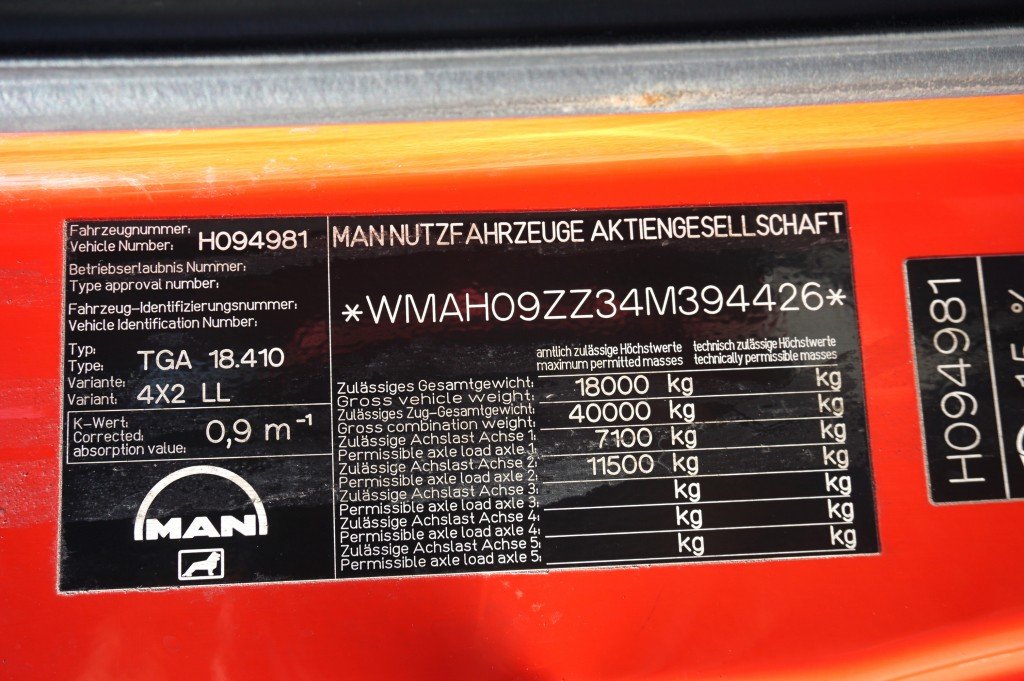 Fahrzeugnummer:
Vehicle Number: H094981
Betriebserlaubnis Nummer:
Type approval number:
Fahrzeug-Identifizierungsnummer:
Vehicle Identification Number:
Typ:
Type: TGA 18.410
Variante:
Variant: 4X2 LL
K-Wert:
Corrected
absorption value: 0,9 m⁻¹
MAN
MAN NUTZFAHRZEUGE AKTIENGESELLSCHAFT
*WMAH09ZZ34M394426*
amtlich zulässige Höchstwerte technisch zulässige Höchstwerte
maximum permitted masses technically permissible masses
Zulässiges Gesamtgewicht: 18000 kg kg
Gross vehicle weight:
Zulässiges Zug-Gesamtgewicht: 40000 kg kg
Gross combination weight:
Zulässige Achslast Achse 1: 7100 kg kg
Permissible axle load axle 1:
Zulässige Achslast Achse 2: 11500 kg kg
Permissible axle load axle 2:
Zulässige Achslast Achse 3: kg kg
Permissible axle load axle 3:
Zulässige Achslast Achse 4: kg kg
Permissible axle load axle 4:
Zulässige Achslast Achse 5: kg kg
Permissible axle load axle 5:
H094981
%